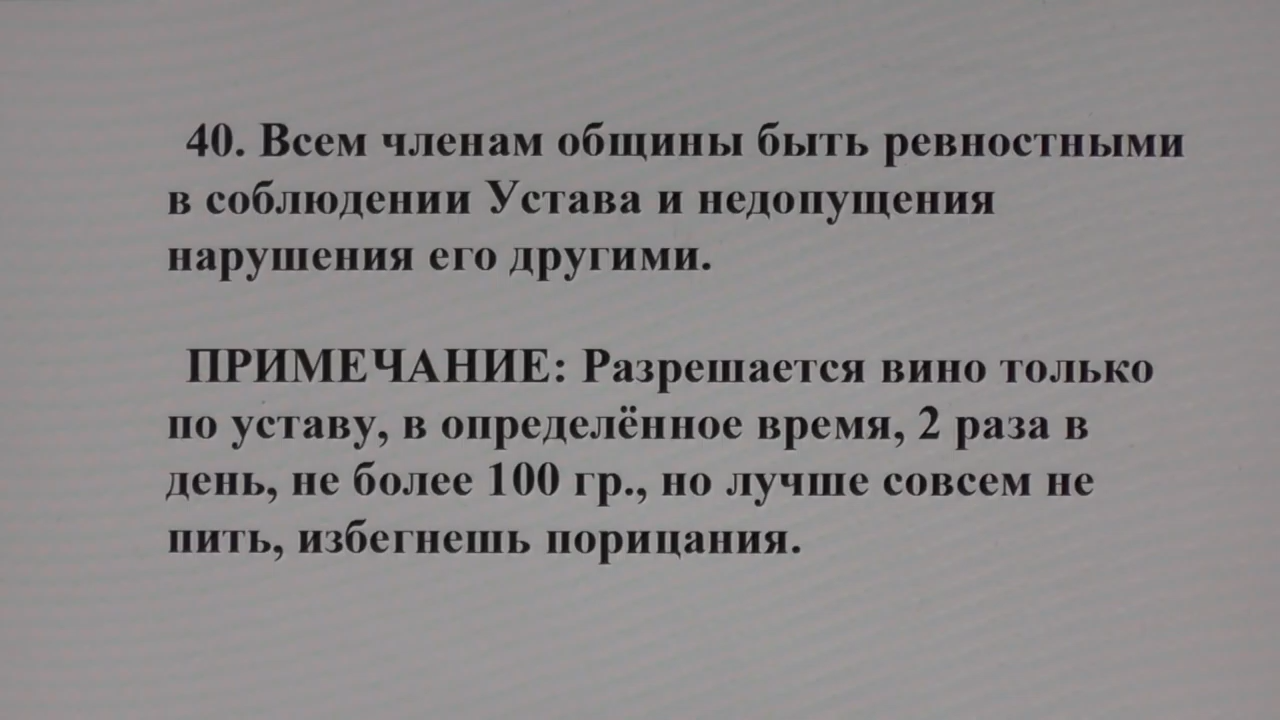 40. Всем членам общины быть ревностными
в соблюдении Устава и недопущения
нарушения его другими.
ПРИМЕЧАНИЕ: Разрешается вино только
по уставу, в определённое время, 2 раза в
день, не более 100 гр., но лучше совсем не
пить, избегнешь порицания.